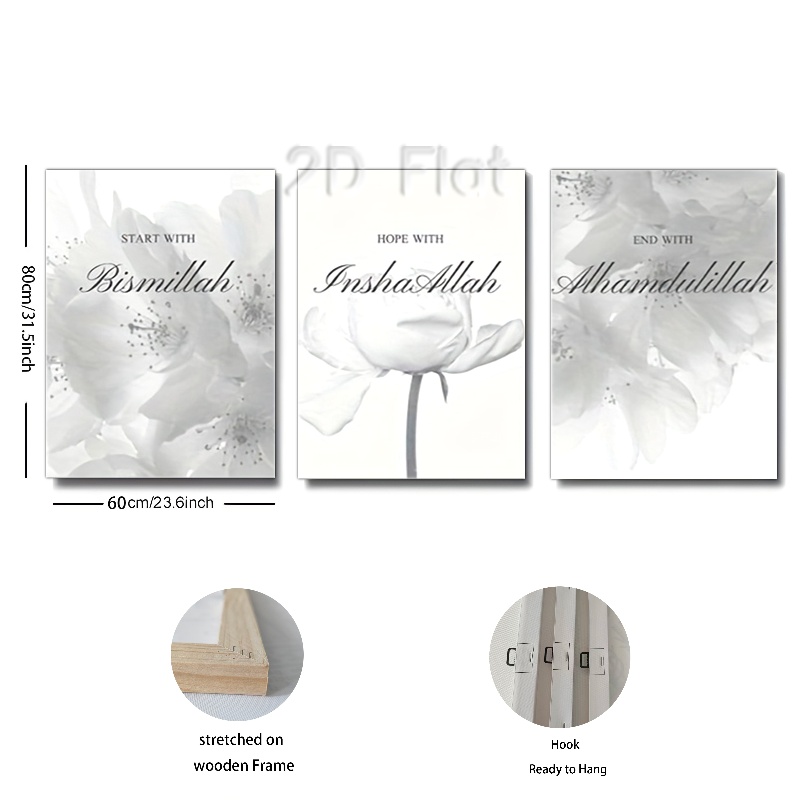 2D Flat
START WITH
Bismillah
HOPE WITH
InshaAllah
END WITH
Alhamdulillah
80cm/31.5inch
60cm/23.6inch
stretched on
wooden Frame
Hook
Ready to Hang